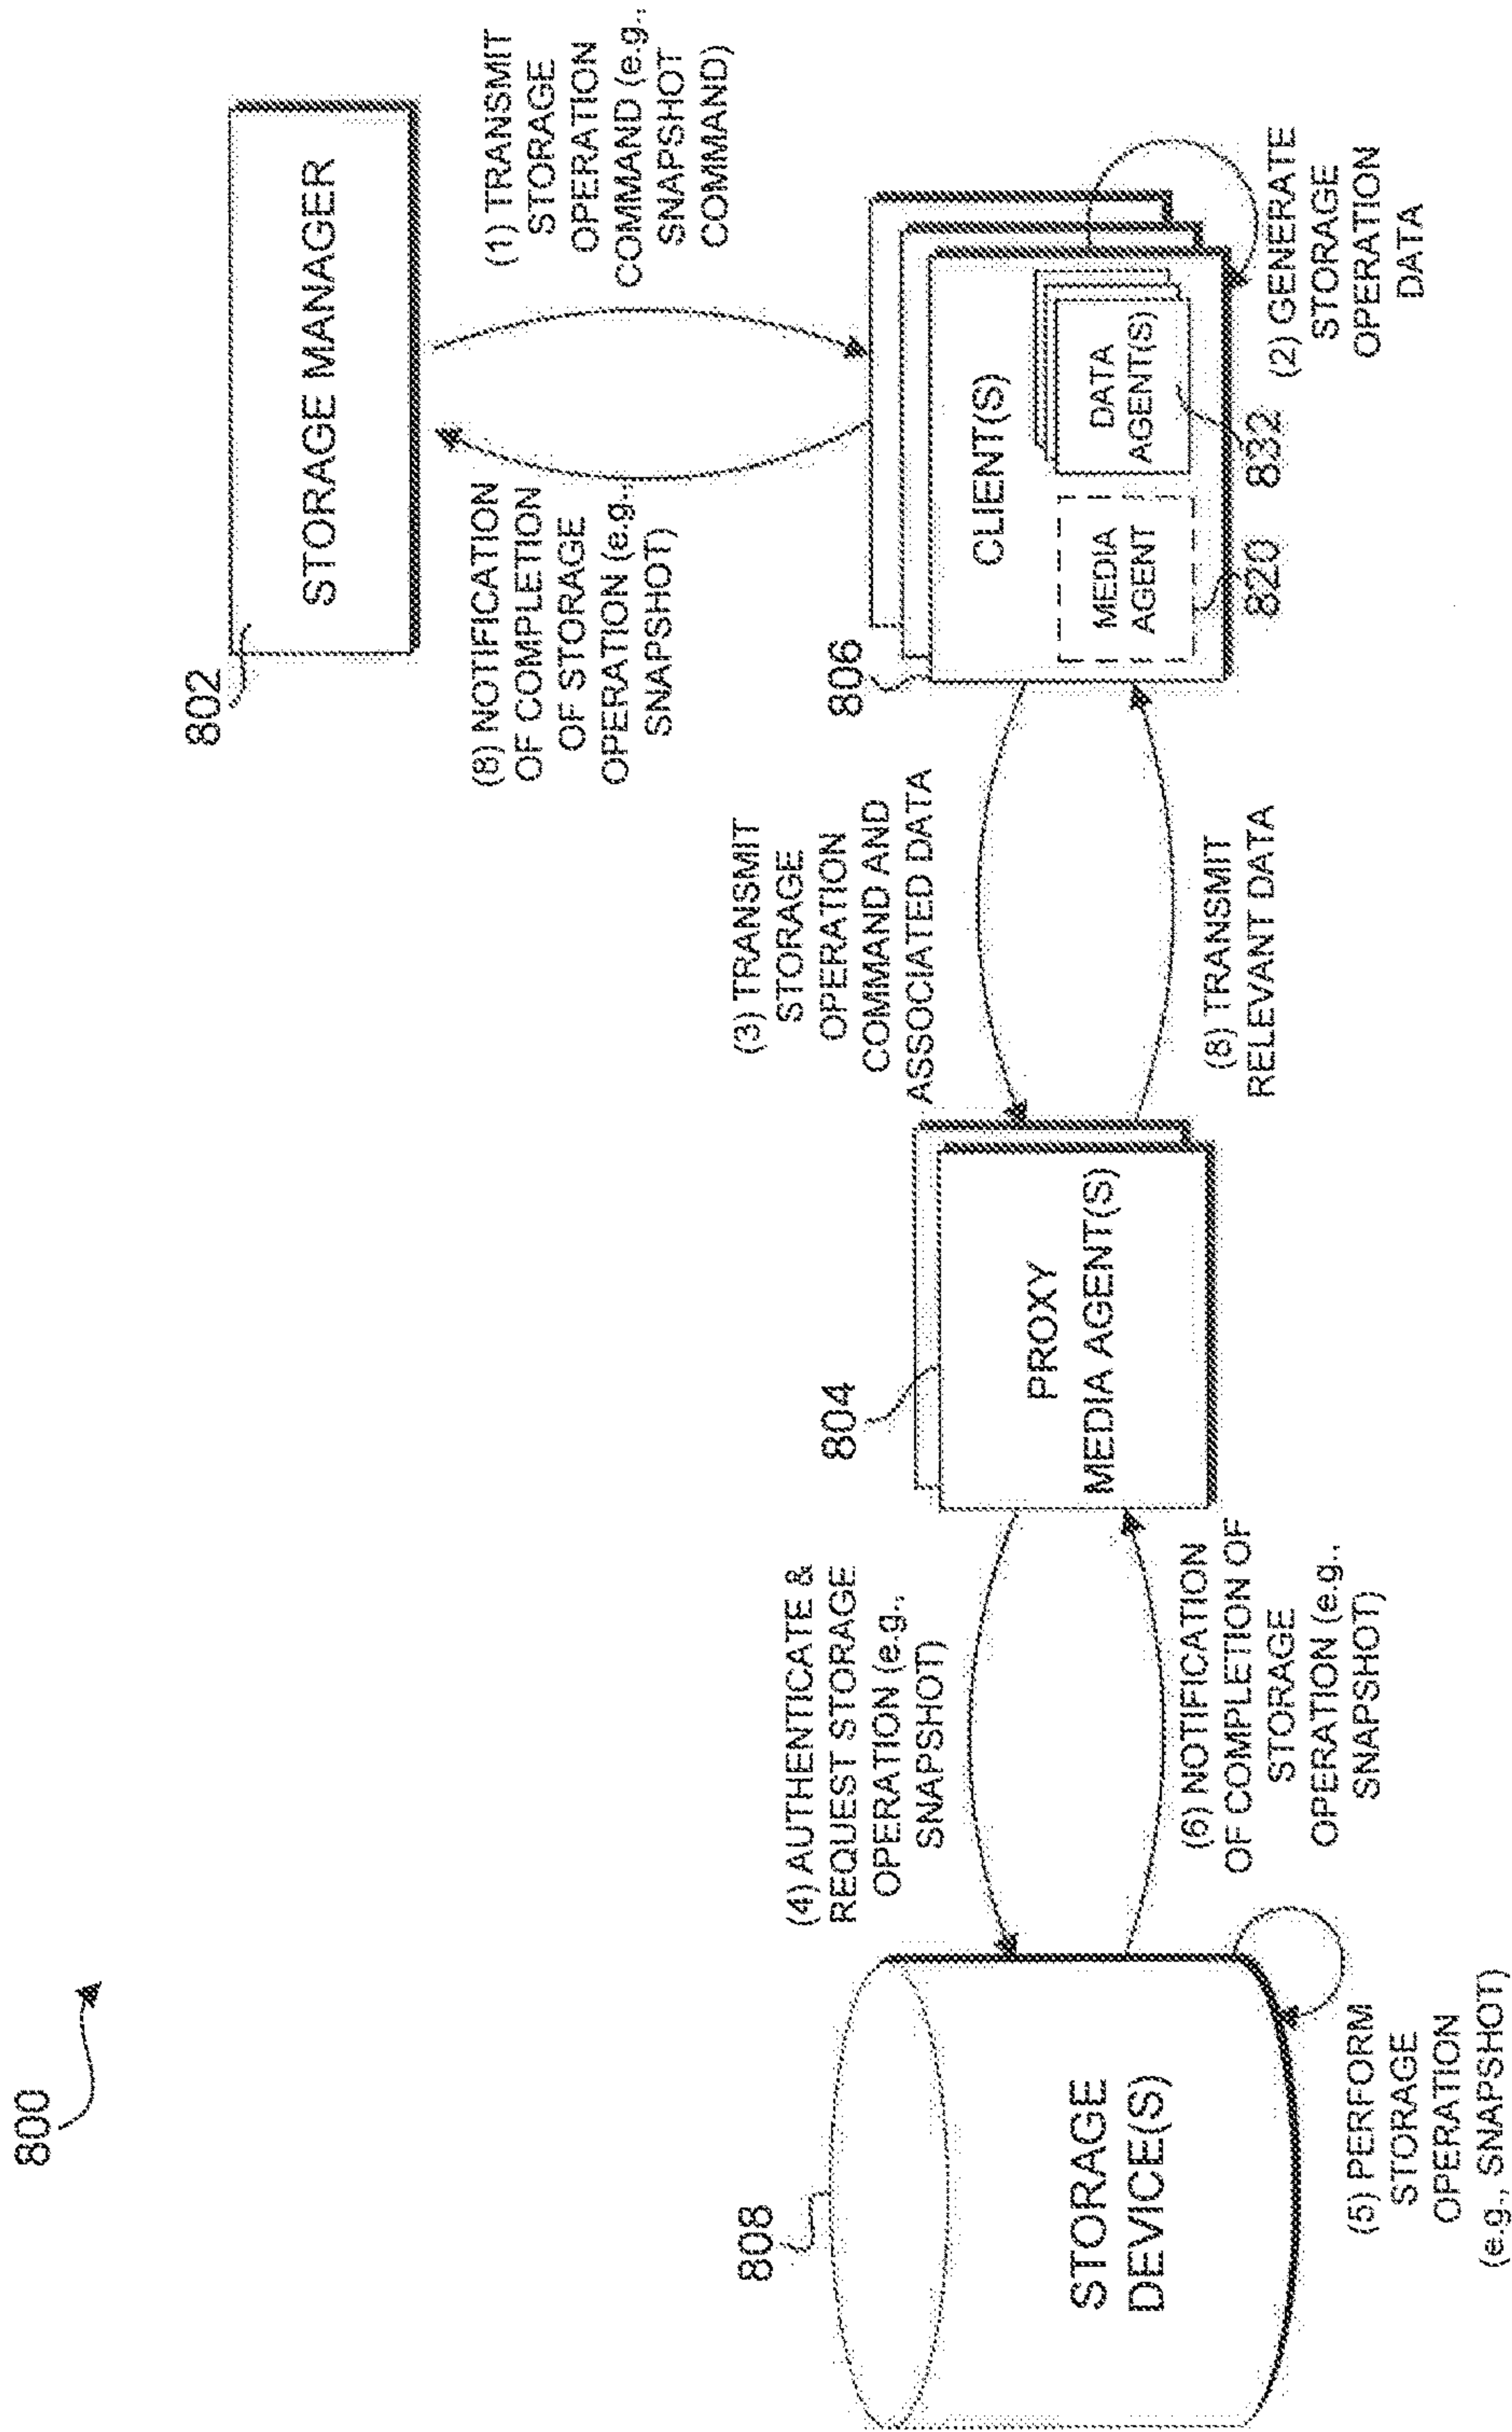 800
802
STORAGE MANAGER
(1) TRANSMIT
STORAGE
OPERATION
COMMAND (e.g.,
SNAPSHOT
COMMAND)
(8) NOTIFICATION
OF COMPLETION
OF STORAGE
OPERATION (e.g.,
SNAPSHOT)
808
STORAGE
DEVICE(S)
(4) AUTHENTICATE &
REQUEST STORAGE
OPERATION (e.g.,
SNAPSHOT)
(6) NOTIFICATION
OF COMPLETION OF
STORAGE
OPERATION (e.g.,
SNAPSHOT)
(5) PERFORM
STORAGE
OPERATION
(e.g., SNAPSHOT)
804
PROXY
MEDIA AGENT(S)
(3) TRANSMIT
STORAGE
OPERATION
COMMAND AND
ASSOCIATED DATA
(8) TRANSMIT
RELEVANT DATA
806
CLIENT(S)
MEDIA
AGENT
DATA
AGENT(S)
820
832
(2) GENERATE
STORAGE
OPERATION
DATA